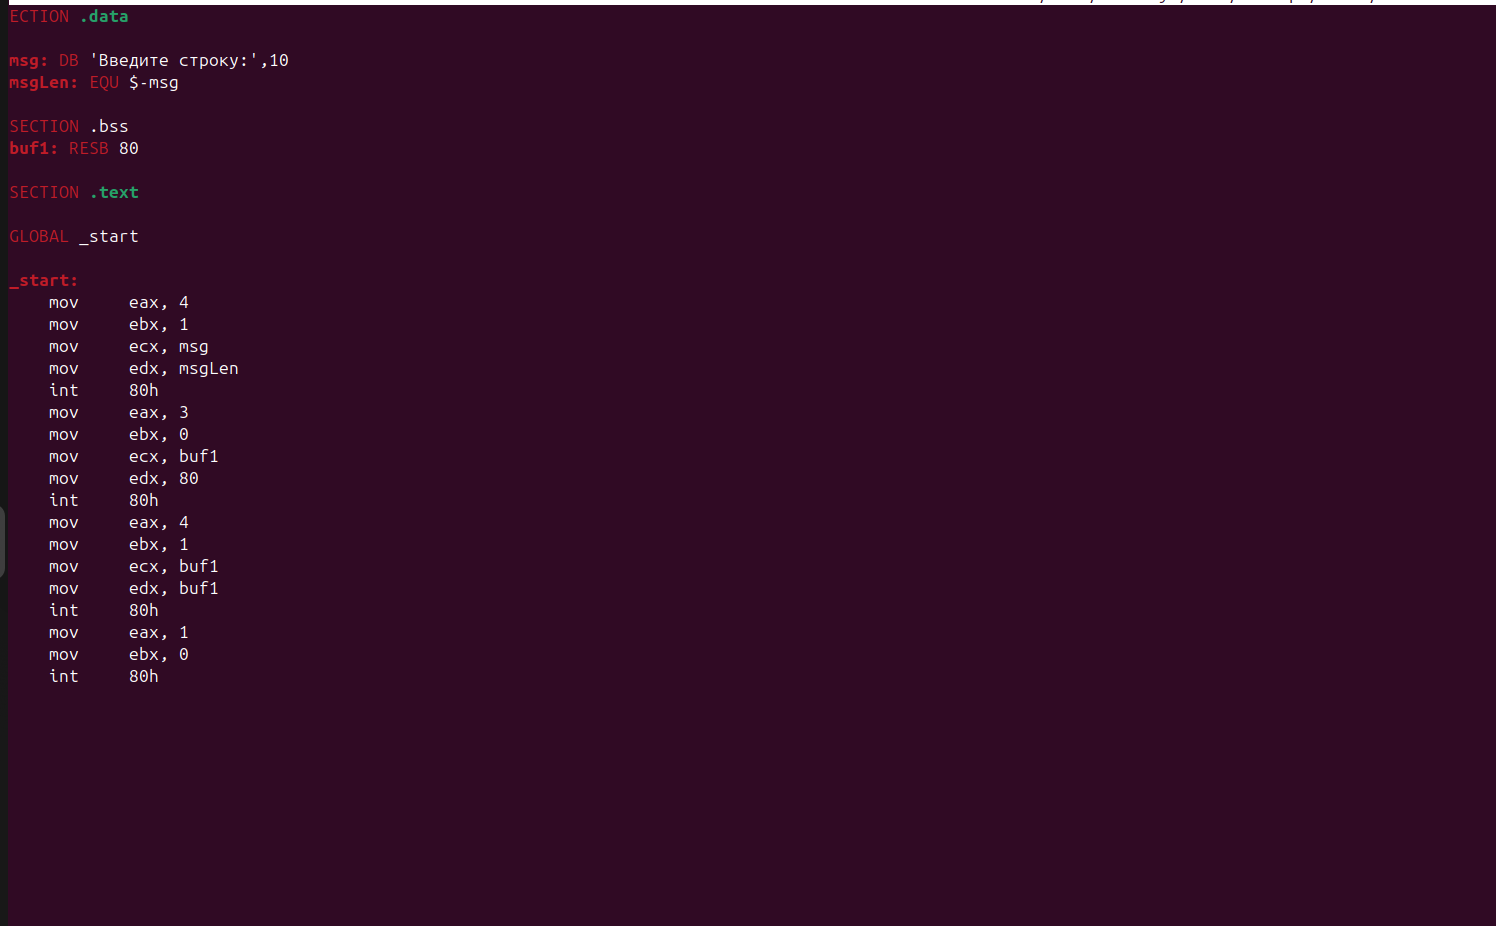 ECTION .data
msg: DB 'Введите строку:',10
msgLen: EQU $-msg
SECTION .bss
buf1: RESB 80
SECTION .text
GLOBAL _start
_start:
mov eax, 4
mov ebx, 1
mov ecx, msg
mov edx, msgLen
int 80h
mov eax, 3
mov ebx, 0
mov ecx, buf1
mov edx, 80
int 80h
mov eax, 4
mov ebx, 1
mov ecx, buf1
mov edx, buf1
int 80h
mov eax, 1
mov ebx, 0
int 80h